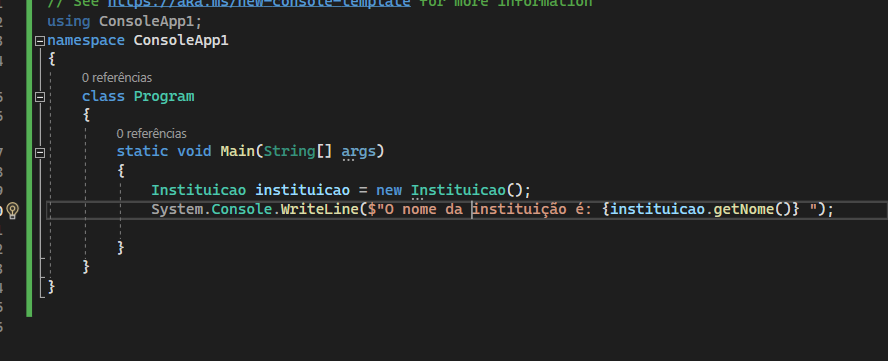 // See https://aka.ms/new-console-template for more information
using ConsoleApp1;
namespace ConsoleApp1
{
0 referências
class Program
{
0 referências
static void Main(String[] args)
{
Instituicao instituicao = new Instituicao();
System.Console.WriteLine($"O nome da instituição é: {instituicao.getNome()} ");
}
}
}